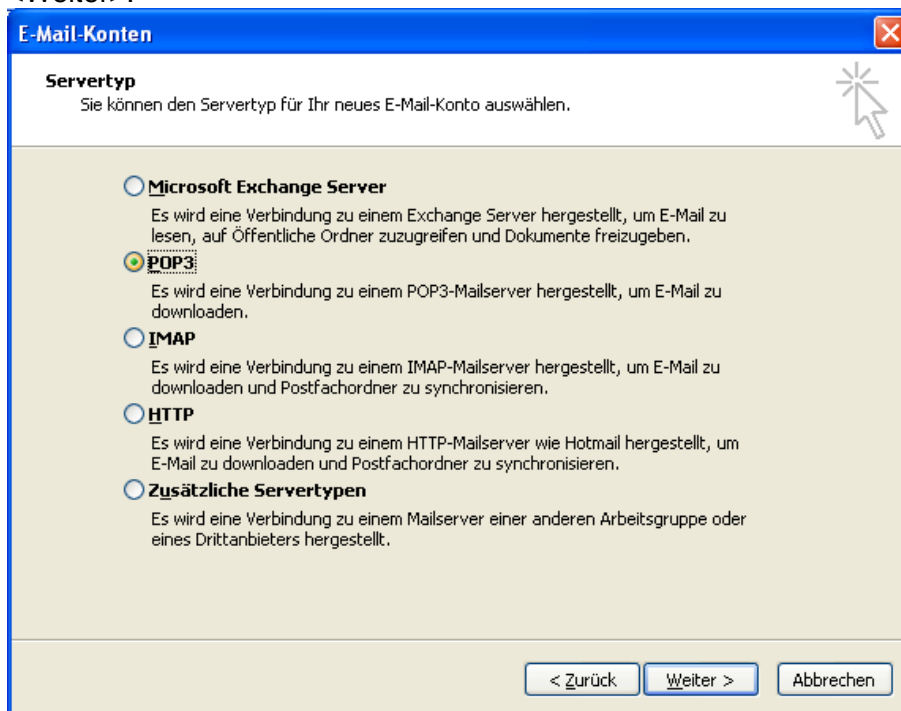 <Weiter>.
E-Mail-Konten
Servertyp
Sie können den Servertyp für Ihr neues E-Mail-Konto auswählen.
Microsoft Exchange Server
Es wird eine Verbindung zu einem Exchange Server hergestellt, um E-Mail zu
lesen, auf Öffentliche Ordner zuzugreifen und Dokumente freizugeben.
POP3
Es wird eine Verbindung zu einem POP3-Mailserver hergestellt, um E-Mail zu
downloaden.
IMAP
Es wird eine Verbindung zu einem IMAP-Mailserver hergestellt, um E-Mail zu
downloaden und Postfachordner zu synchronisieren.
HTTP
Es wird eine Verbindung zu einem HTTP-Mailserver wie Hotmail hergestellt, um
E-Mail zu downloaden und Postfachordner zu synchronisieren.
Zusätzliche Servertypen
Es wird eine Verbindung zu einem Mailserver einer anderen Arbeitsgruppe oder
eines Drittanbieters hergestellt.
< Zurück Weiter > Abbrechen